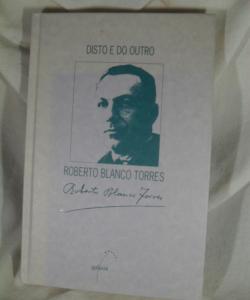 DISTO E DO OUTRO
ROBERTO BLANCO TORRES
Roberto Blanco Torres